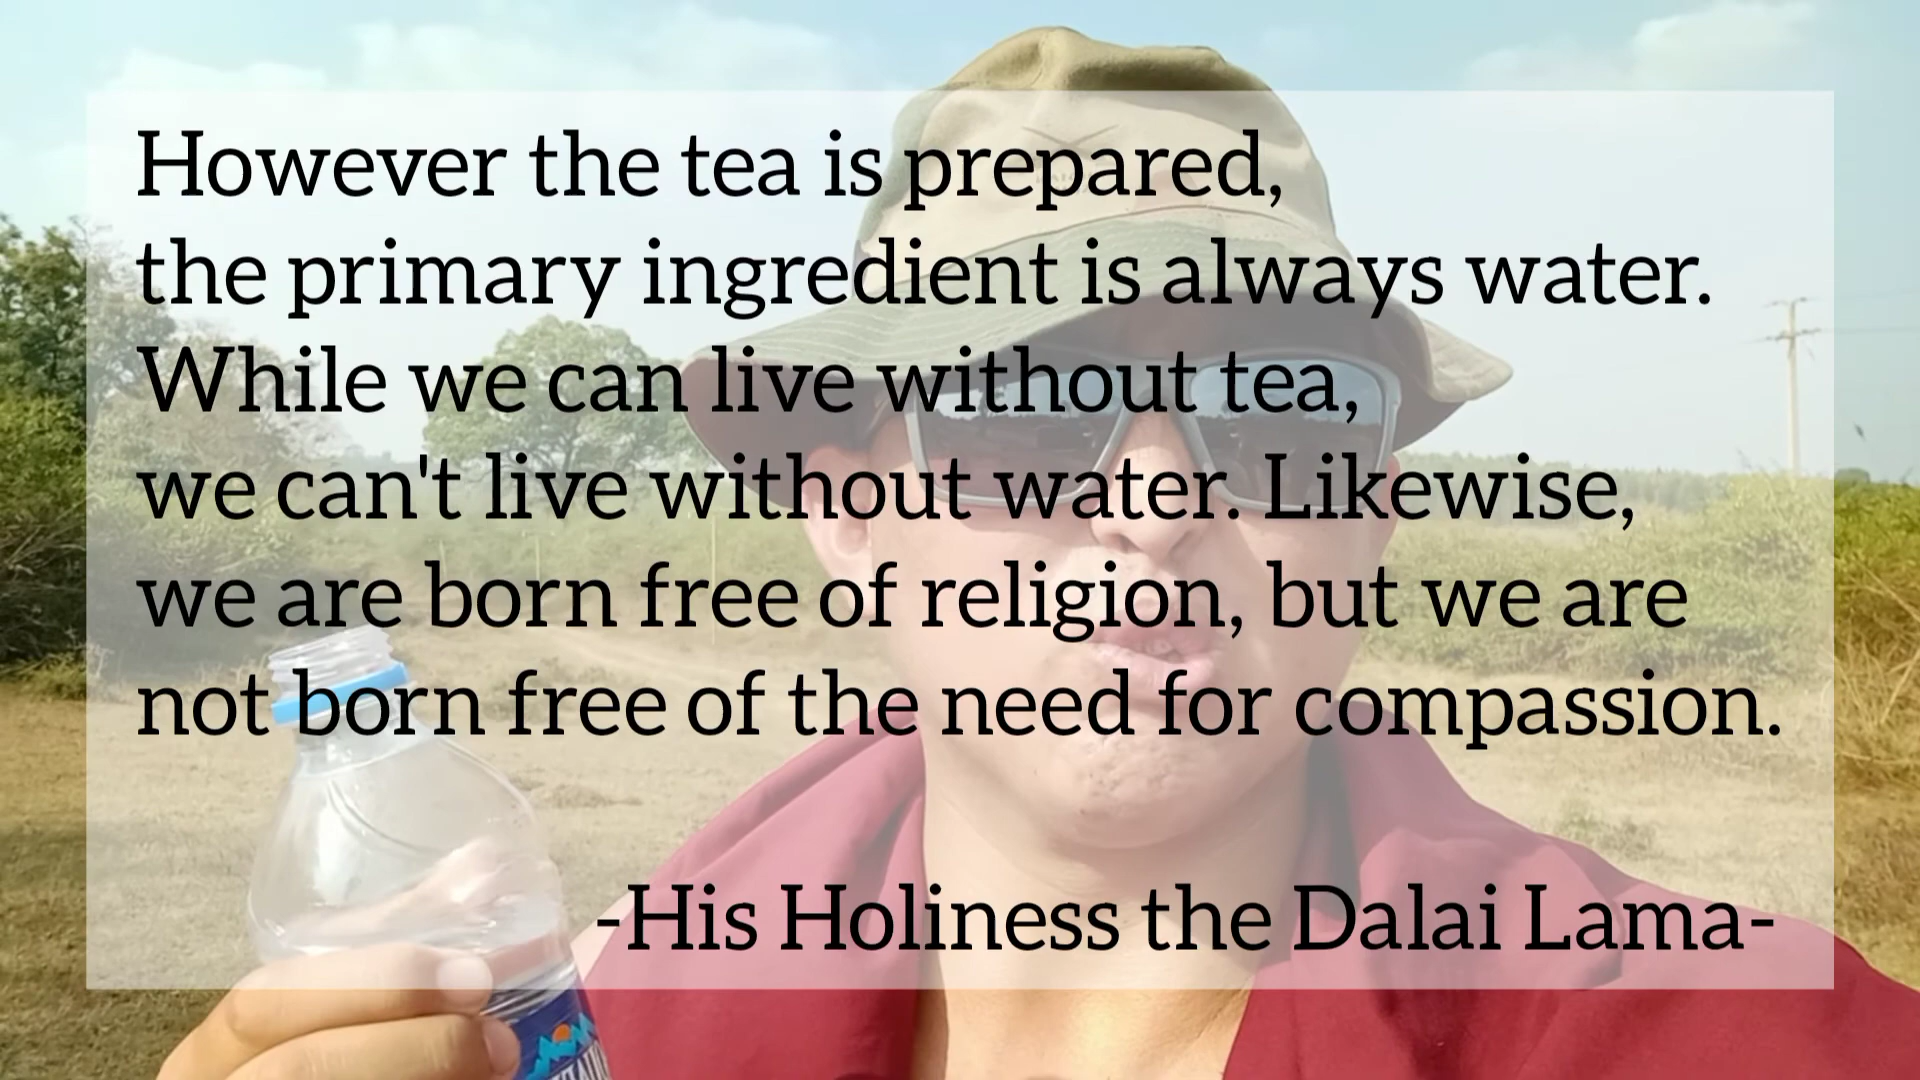 However the tea is prepared,
the primary ingredient is always water.
While we can live without tea,
we can't live without water. Likewise,
we are born free of religion, but we are
not born free of the need for compassion.
-His Holiness the Dalai Lama-